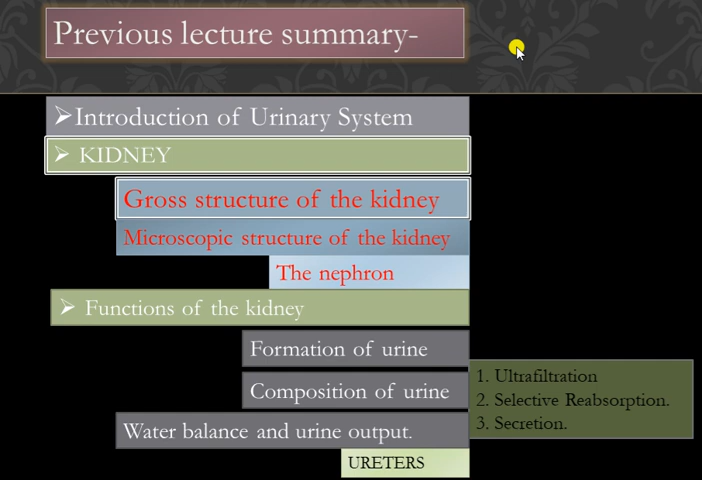 Previous lecture summary-
➢Introduction of Urinary System
➢ KIDNEY
Gross structure of the kidney
Microscopic structure of the kidney
The nephron
➢ Functions of the kidney
Formation of urine
Composition of urine
1. Ultrafiltration
2. Selective Reabsorption.
3. Secretion.
Water balance and urine output.
URETERS